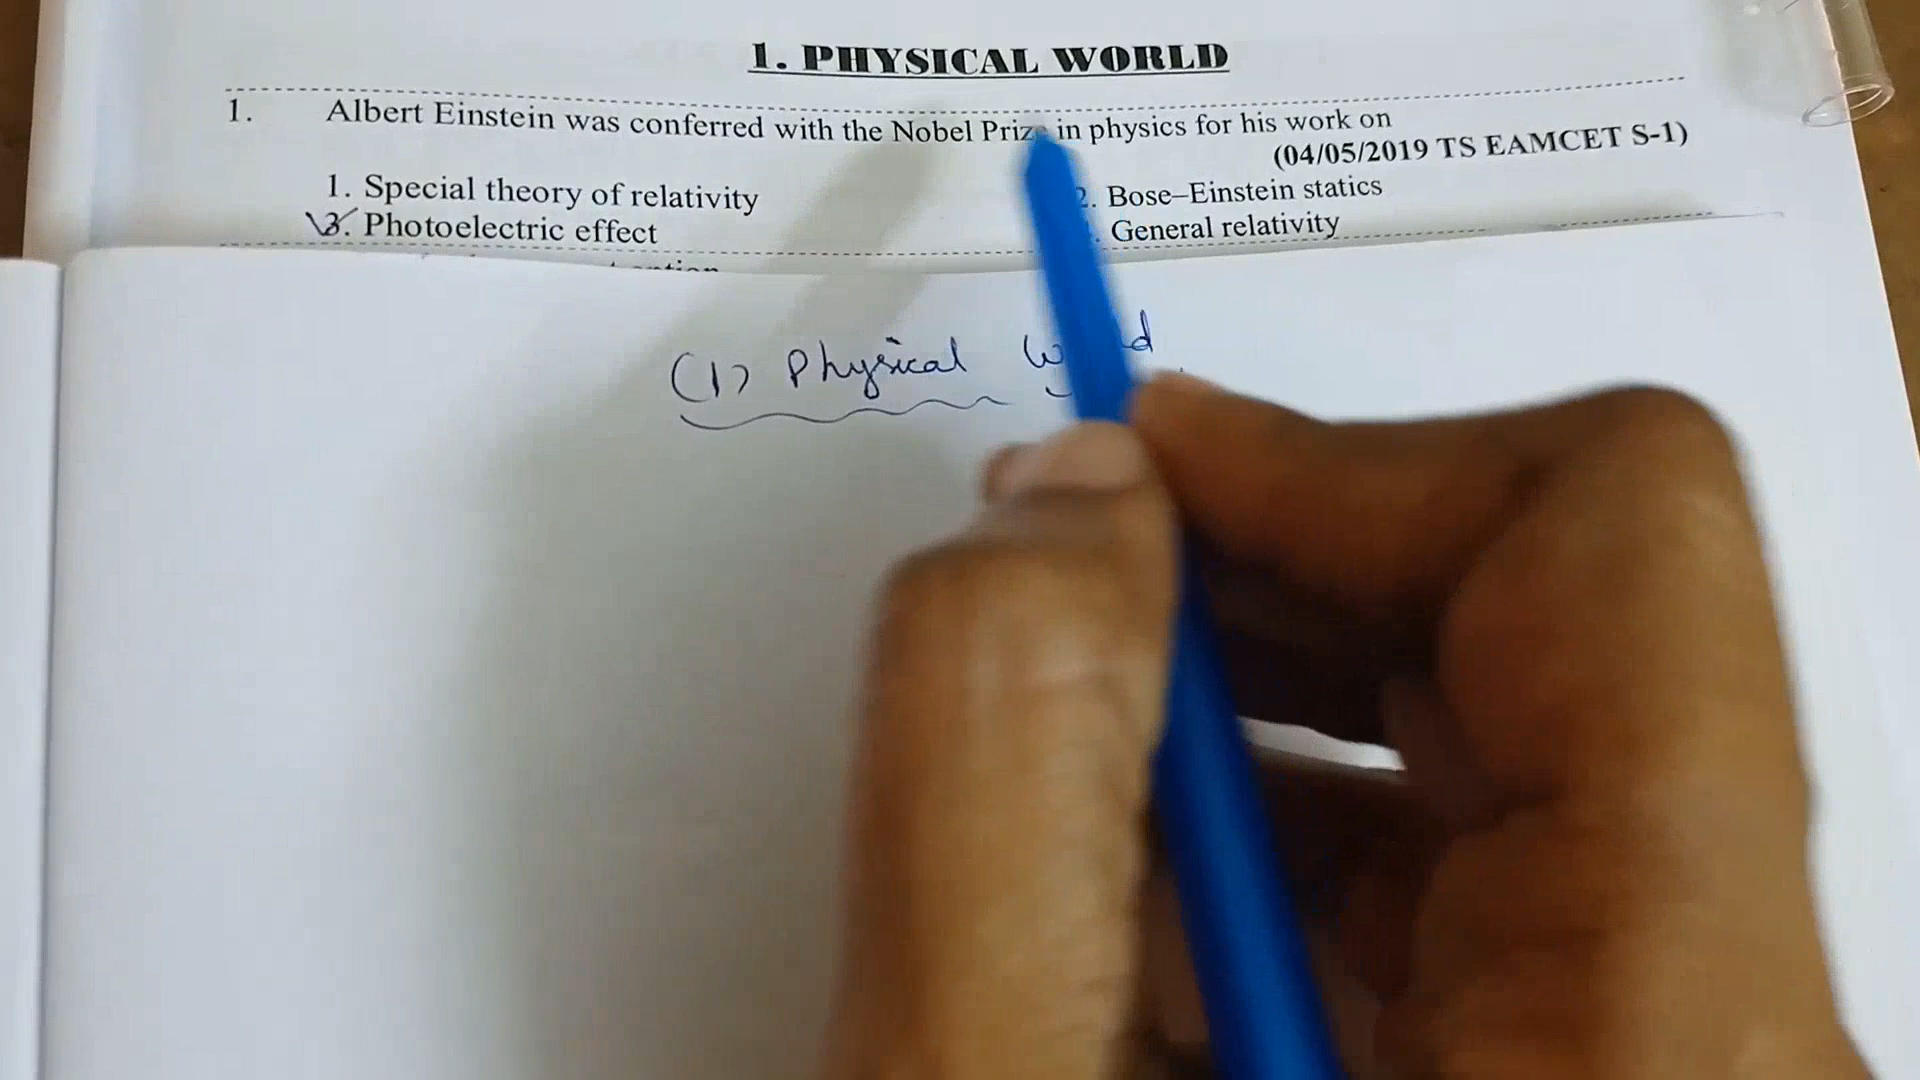 1. PHYSICAL WORLD
1. Albert Einstein was conferred with the Nobel Prize in physics for his work on
(04/05/2019 TS EAMCET S-1)
1. Special theory of relativity 2. Bose–Einstein statics
3. Photoelectric effect . General relativity
(1) Physical